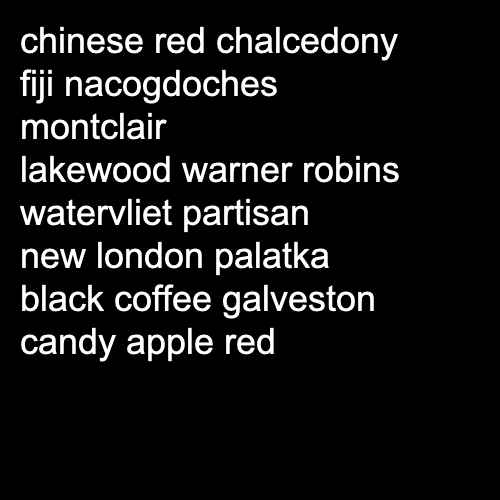 chinese red chalcedony
fiji nacogdoches
montclair
lakewood warner robins
watervliet partisan
new london palatka
black coffee galveston
candy apple red